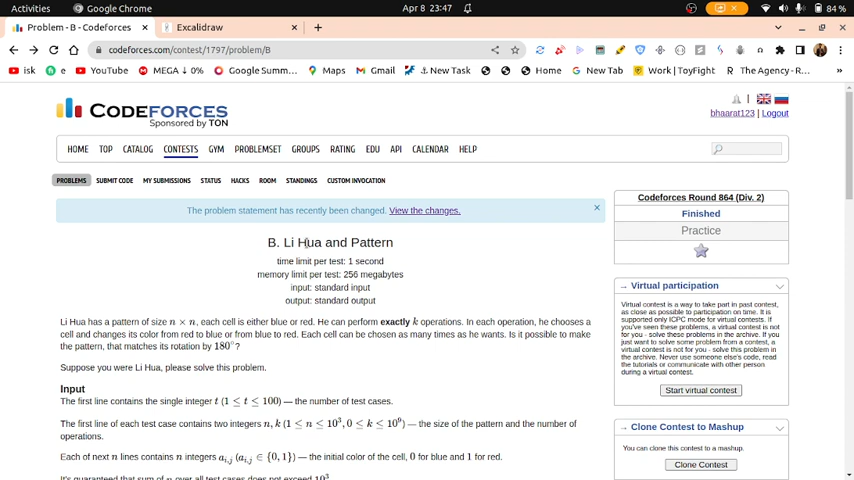 Activities Google Chrome Apr 8 23:47 84 %
Problem - B - Codeforces Excalidraw
codeforces.com/contest/1797/problem/B
isk e YouTube MEGA ↓ 0% Google Summ... Maps Gmail ⚓ New Task Home New Tab Work | ToyFight R The Agency - R...
CODEFORCES
Sponsored by TON
bhaarat123 | Logout
HOME TOP CATALOG CONTESTS GYM PROBLEMSET GROUPS RATING EDU API CALENDAR HELP
PROBLEMS SUBMIT CODE MY SUBMISSIONS STATUS HACKS ROOM STANDINGS CUSTOM INVOCATION
The problem statement has recently been changed. View the changes.
B. Li Hua and Pattern
time limit per test: 1 second
memory limit per test: 256 megabytes
input: standard input
output: standard output
Li Hua has a pattern of size n × n, each cell is either blue or red. He can perform exactly k operations. In each operation, he chooses a
cell and changes its color from red to blue or from blue to red. Each cell can be chosen as many times as he wants. Is it possible to make
the pattern, that matches its rotation by 180°?
Suppose you were Li Hua, please solve this problem.
Input
The first line contains the single integer t (1 ≤ t ≤ 100) — the number of test cases.
The first line of each test case contains two integers n, k (1 ≤ n ≤ 10³, 0 ≤ k ≤ 10⁹) — the size of the pattern and the number of
operations.
Each of next n lines contains n integers a_{i,j} (a_{i,j} ∈ {0, 1}) — the initial color of the cell, 0 for blue and 1 for red.
It's guaranteed that sum of n over all test cases does not exceed 10³
Codeforces Round 864 (Div. 2)
Finished
Practice
→ Virtual participation
Virtual contest is a way to take part in past contest,
as close as possible to participation on time. It is
supported only ICPC mode for virtual contests. If
you've seen these problems, a virtual contest is not
for you - solve these problems in the archive. If you
just want to solve some problem from a contest, a
virtual contest is not for you - solve this problem in
the archive. Never use someone else's code, read
the tutorials or communicate with other person
during a virtual contest.
Start virtual contest
→ Clone Contest to Mashup
You can clone this contest to a mashup.
Clone Contest